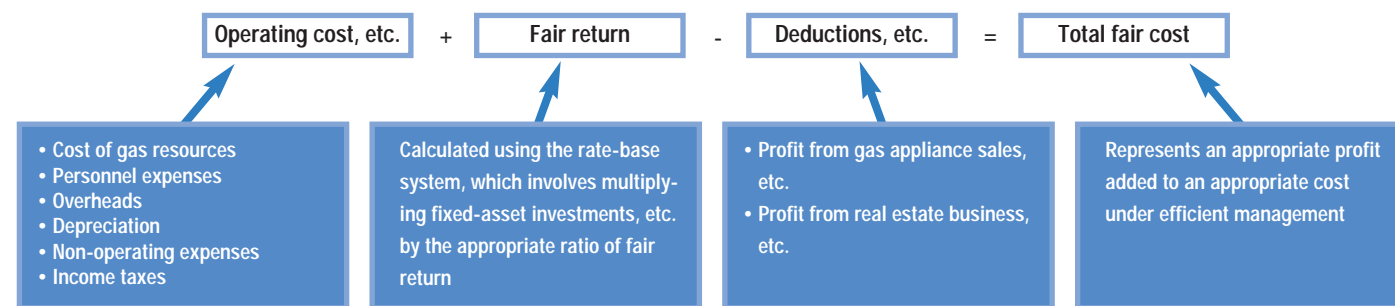 Operating cost, etc. + Fair return - Deductions, etc. = Total fair cost
• Cost of gas resources
• Personnel expenses
• Overheads
• Depreciation
• Non-operating expenses
• Income taxes
Calculated using the rate-base
system, which involves multiply-
ing fixed-asset investments, etc.
by the appropriate ratio of fair
return
• Profit from gas appliance sales,
etc.
• Profit from real estate business,
etc.
Represents an appropriate profit
added to an appropriate cost
under efficient management